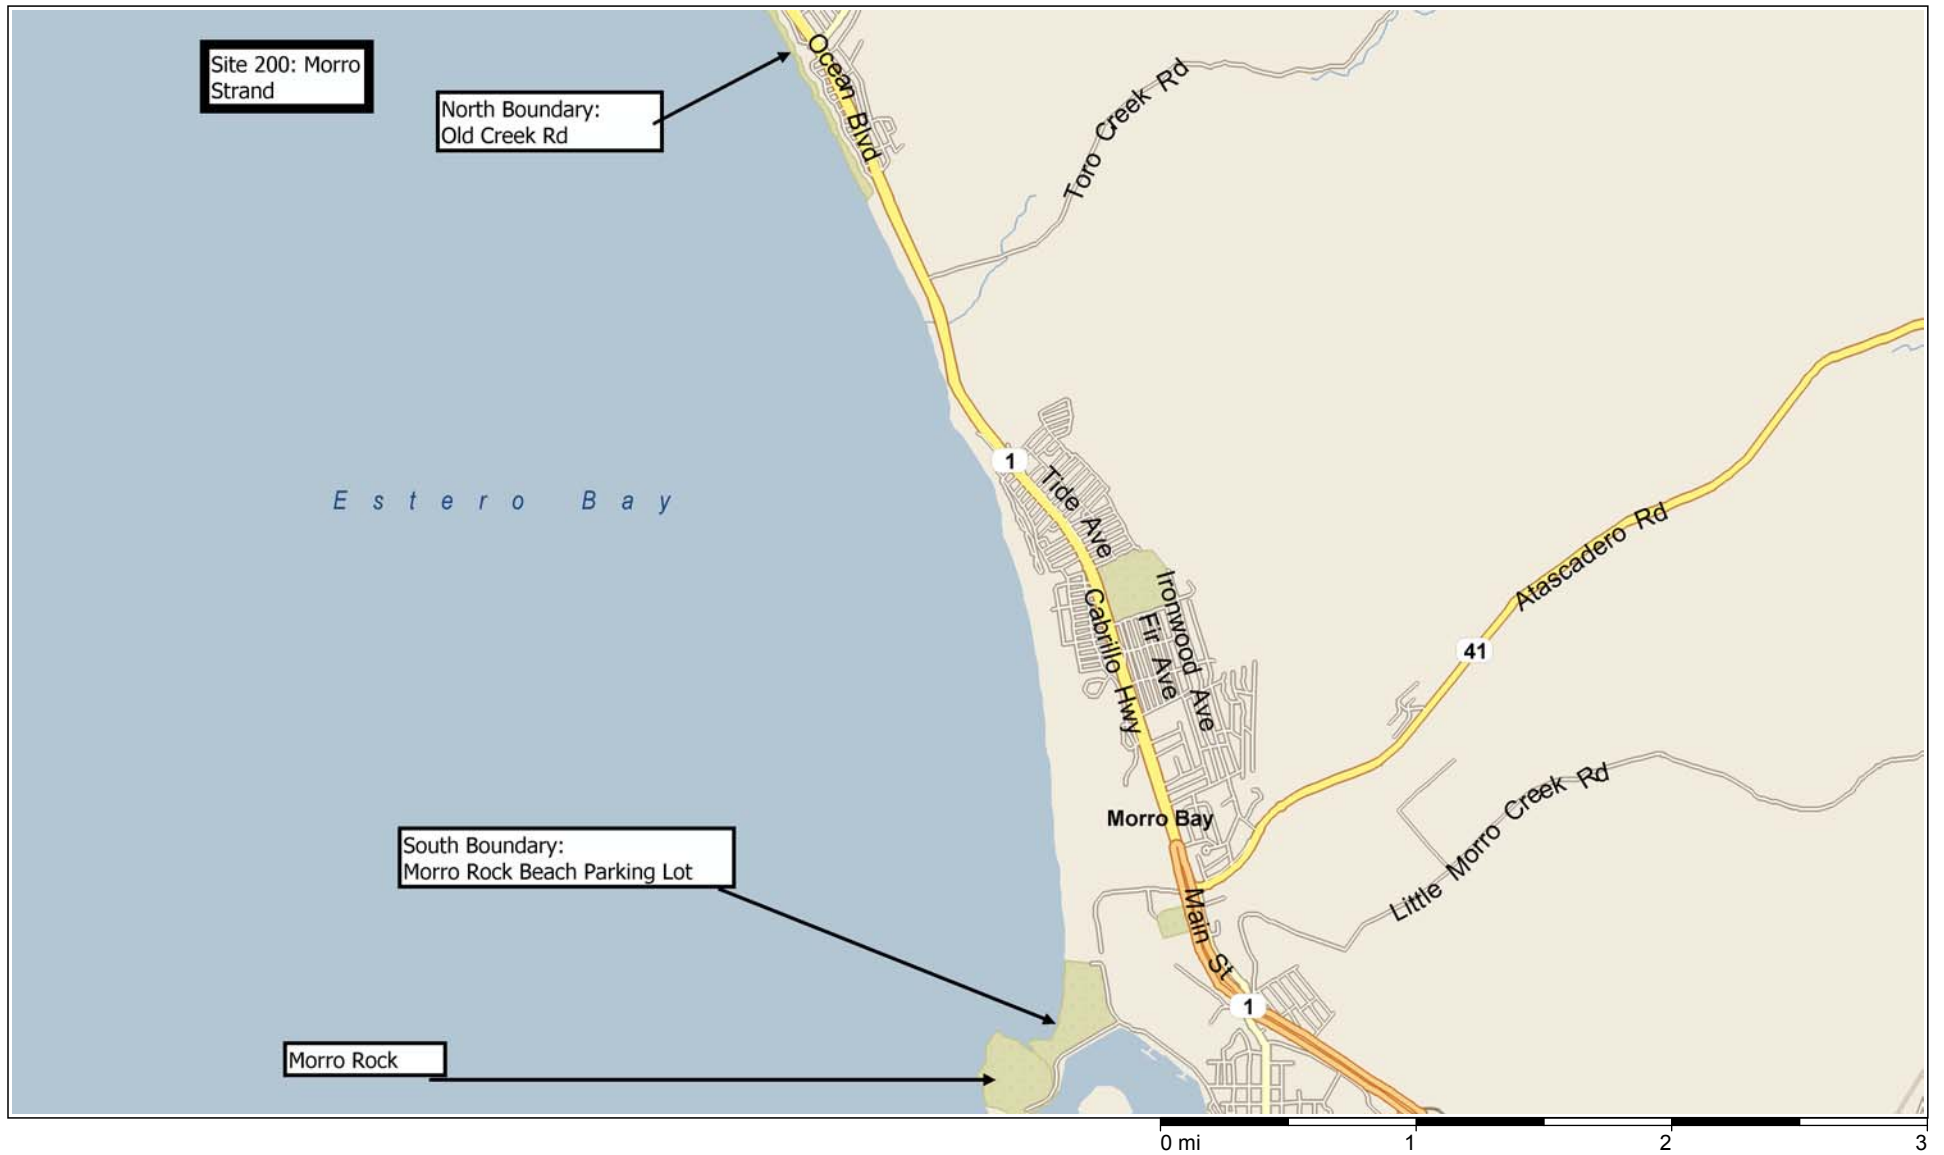 Site 200: Morro
Strand
North Boundary:
Old Creek Rd
Ocean Blvd
Toro Creek Rd
1
Tide Ave
Estero Bay
Atascadero Rd
Ironwood Ave
Fir Ave
Cabrillo Hwy
41
Little Morro Creek Rd
Morro Bay
South Boundary:
Morro Rock Beach Parking Lot
Main St
1
Morro Rock
0 mi 1 2 3